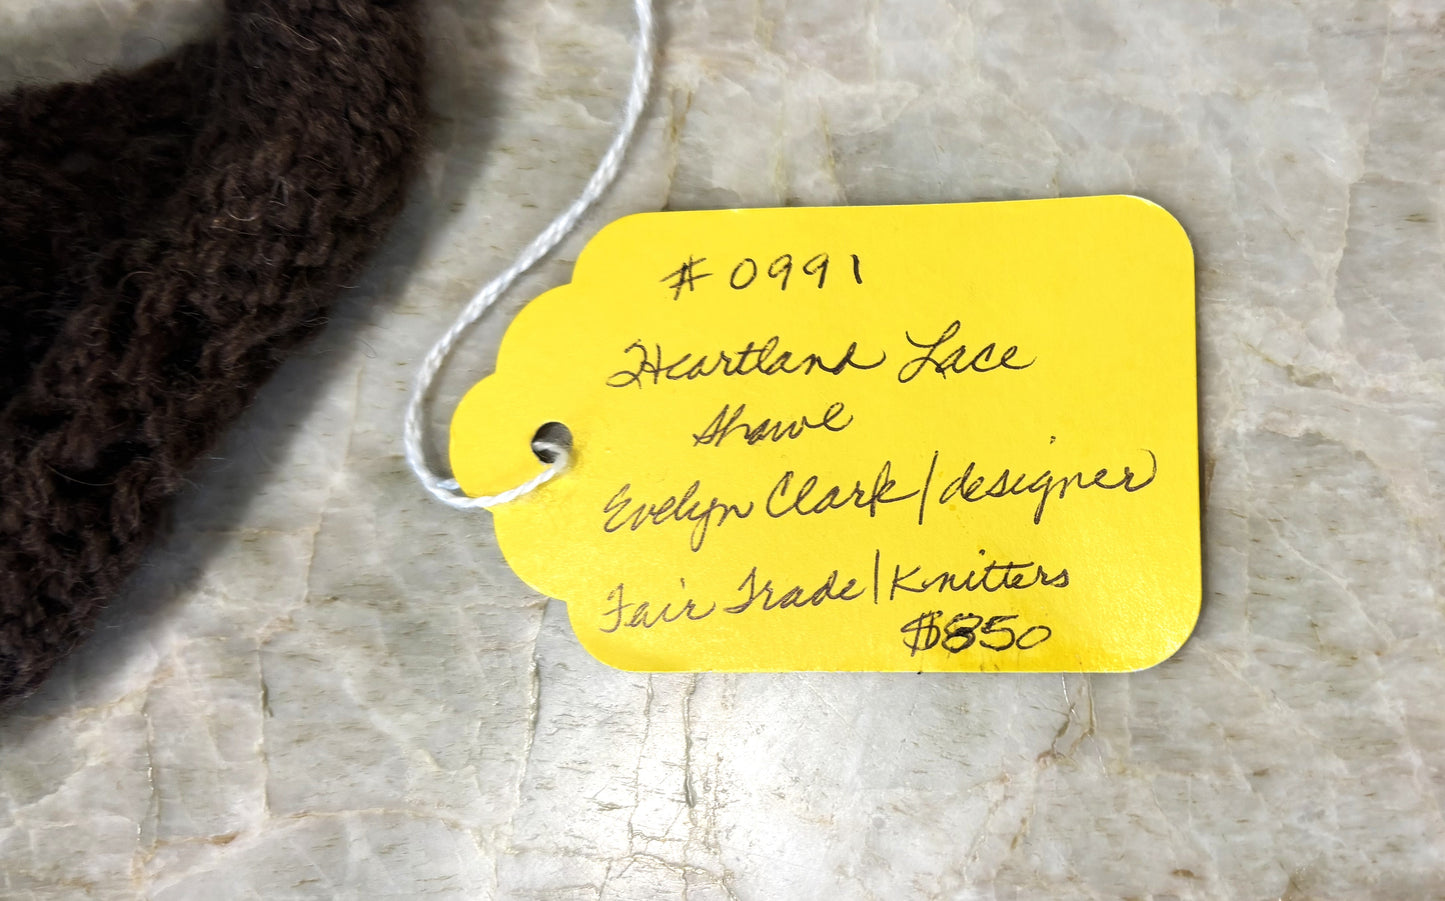 # 0991
Heartland Lace
Shawl
Evelyn Clark/designer
Fair Trade/Knitters
$850